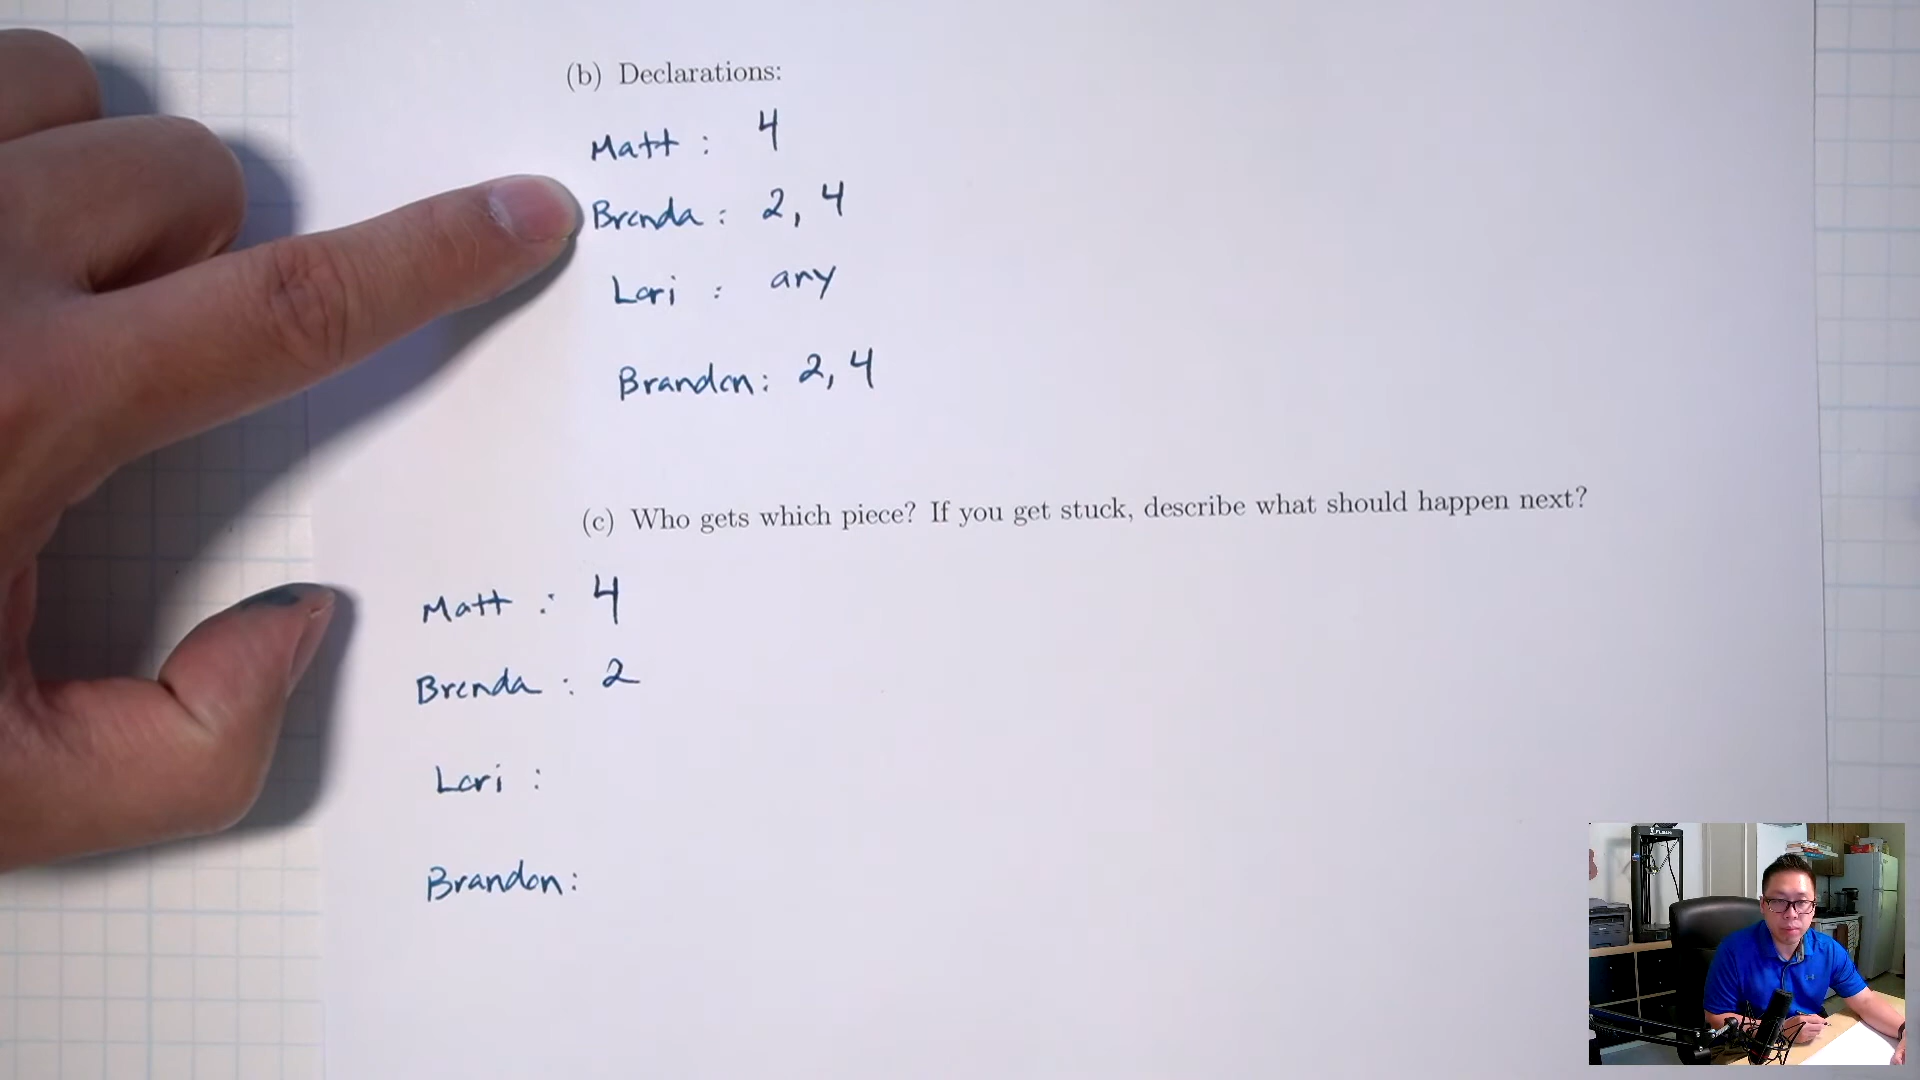 (b) Declarations:
Matt : 4
Brenda : 2, 4
Lori : any
Brandon : 2, 4
(c) Who gets which piece? If you get stuck, describe what should happen next?
Matt : 4
Brenda : 2
Lori :
Brandon :